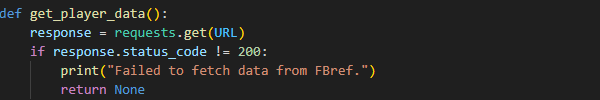 def get_player_data():
    response = requests.get(URL)
    if response.status_code != 200:
        print("Failed to fetch data from FBref.")
        return None